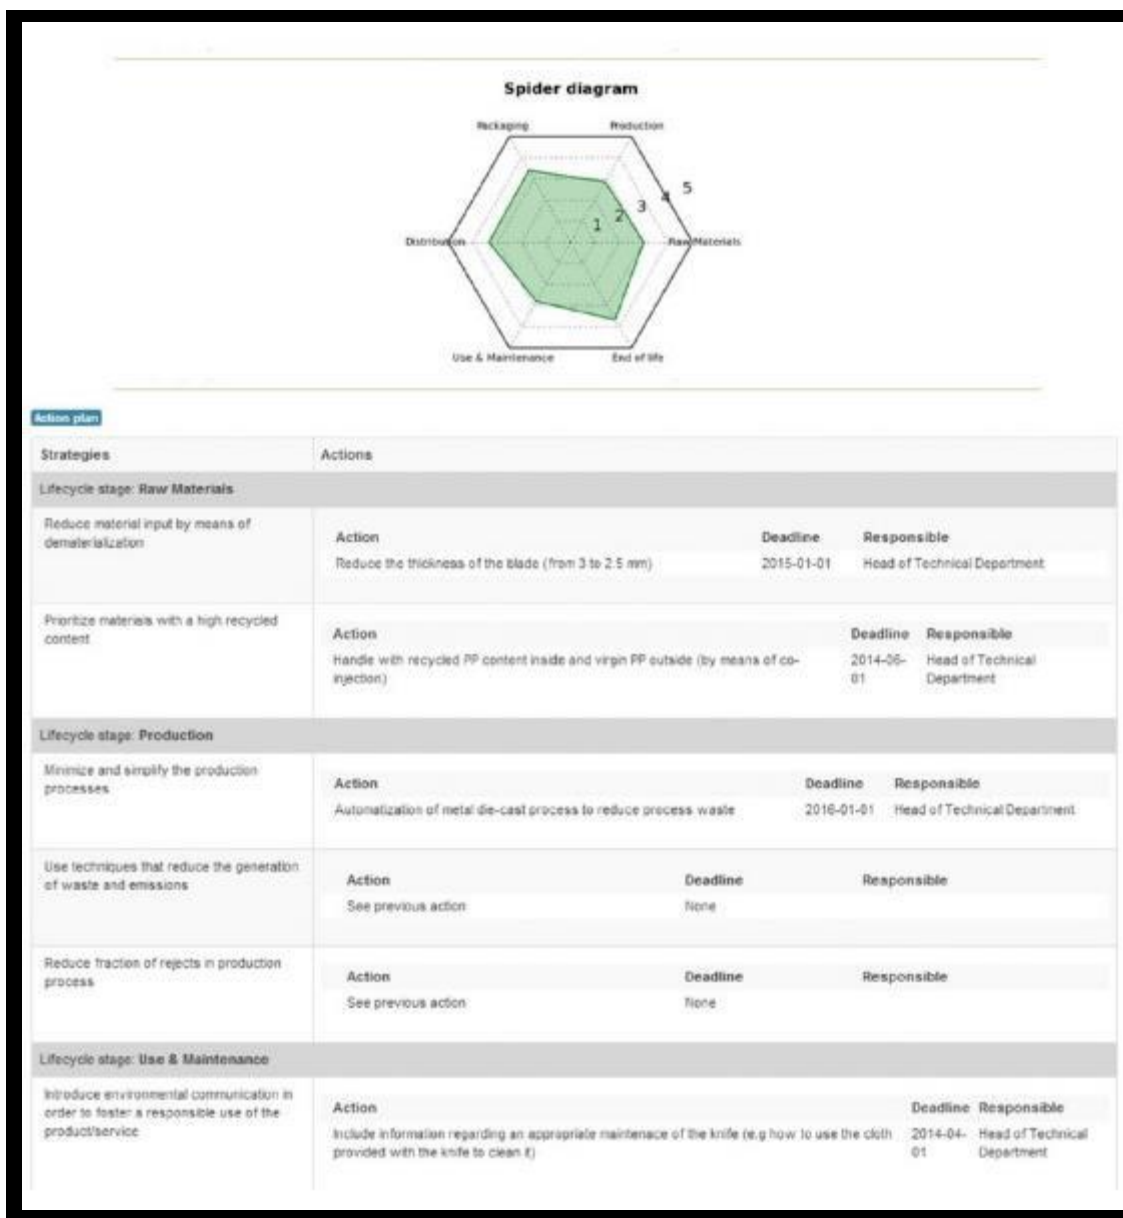 Spider diagram
Packaging
Production
5
4
3
2
1
Distribution
Raw Materials
Use & Maintenance
End of life
Action plan
Strategies
Actions
Lifecycle stage: Raw Materials
Reduce material input by means of
dematerialization
Action Deadline Responsible
Reduce the thickness of the blade (from 3 to 2.5 mm) 2015-01-01 Head of Technical Department
Prioritize materials with a high recycled
content
Action Deadline Responsible
Handle with recycled PP content inside and virgin PP outside (by means of co- 2014-06- Head of Technical
injection) 01 Department
Lifecycle stage: Production
Minimize and simplify the production
processes
Action Deadline Responsible
Automatization of metal die-cast process to reduce process waste 2016-01-01 Head of Technical Department
Use techniques that reduce the generation
of waste and emissions
Action Deadline Responsible
See previous action None
Reduce fraction of rejects in production
process
Action Deadline Responsible
See previous action None
Lifecycle stage: Use & Maintenance
Introduce environmental communication in
order to foster a responsible use of the
product/service
Action Deadline Responsible
Include information regarding an appropriate maintenace of the knife (e.g how to use the cloth 2014-04- Head of Technical
provided with the knife to clean it) 01 Department